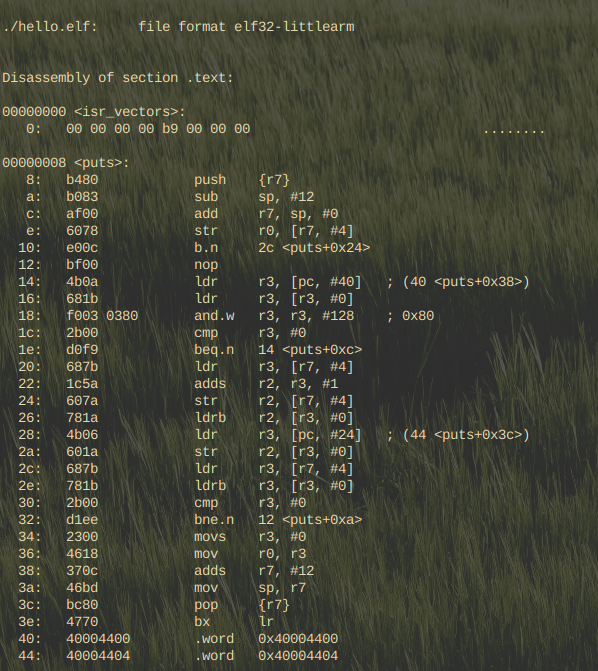 ./hello.elf:     file format elf32-littlearm
Disassembly of section .text:
00000000 <isr_vectors>:
   0:   00 00 00 00 b9 00 00 00                             ........
00000008 <puts>:
   8:   b480            push    {r7}
   a:   b083            sub     sp, #12
   c:   af00            add     r7, sp, #0
   e:   6078            str     r0, [r7, #4]
  10:   e00c            b.n     2c <puts+0x24>
  12:   bf00            nop
  14:   4b0a            ldr     r3, [pc, #40]   ; (40 <puts+0x38>)
  16:   681b            ldr     r3, [r3, #0]
  18:   f003 0380       and.w   r3, r3, #128    ; 0x80
  1c:   2b00            cmp     r3, #0
  1e:   d0f9            beq.n   14 <puts+0xc>
  20:   687b            ldr     r3, [r7, #4]
  22:   1c5a            adds    r2, r3, #1
  24:   607a            str     r2, [r7, #4]
  26:   781a            ldrb    r2, [r3, #0]
  28:   4b06            ldr     r3, [pc, #24]   ; (44 <puts+0x3c>)
  2a:   601a            str     r2, [r3, #0]
  2c:   687b            ldr     r3, [r7, #4]
  2e:   781b            ldrb    r3, [r3, #0]
  30:   2b00            cmp     r3, #0
  32:   d1ee            bne.n   12 <puts+0xa>
  34:   2300            movs    r3, #0
  36:   4618            mov     r0, r3
  38:   370c            adds    r7, #12
  3a:   46bd            mov     sp, r7
  3c:   bc80            pop     {r7}
  3e:   4770            bx      lr
  40:   40004400        .word   0x40004400
  44:   40004404        .word   0x40004404